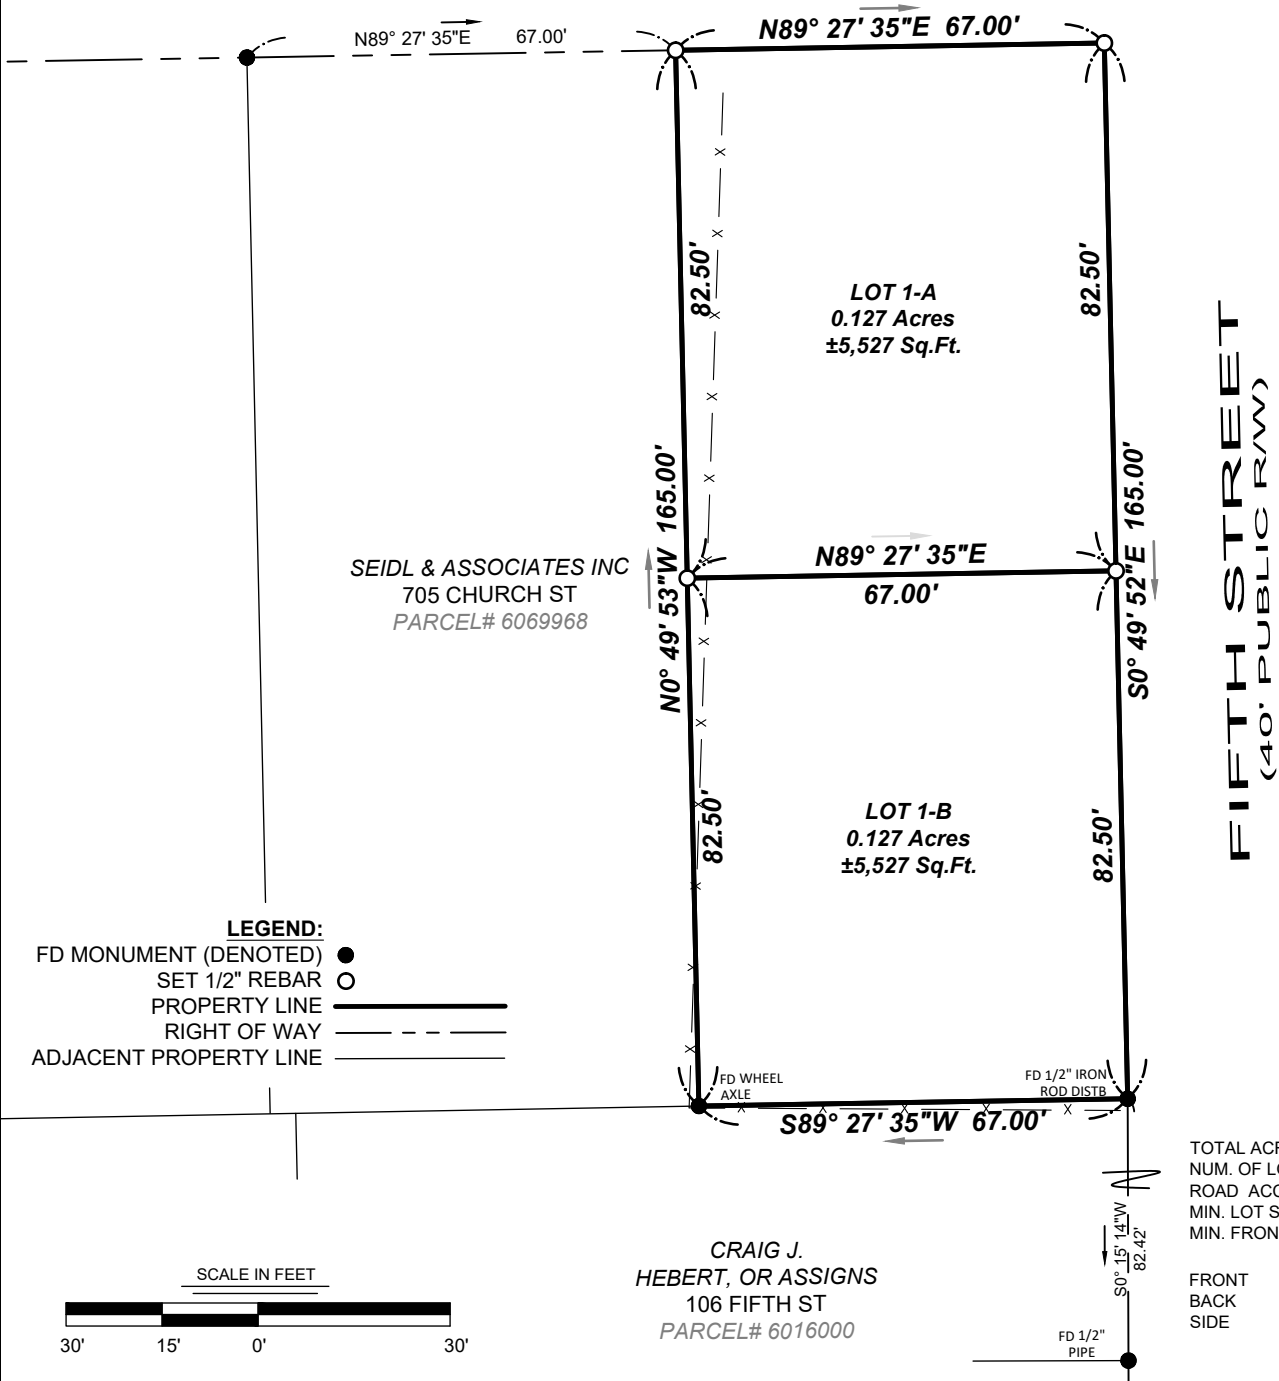 N89° 27' 35"E 67.00'
N89° 27' 35"E 67.00'
82.50'
82.50'
LOT 1-A
0.127 Acres
±5,527 Sq.Ft.
FIFTH STREET
(40' PUBLIC R/W)
N0° 49' 53"W 165.00'
S0° 49' 52"E 165.00'
N89° 27' 35"E
67.00'
SEIDL & ASSOCIATES INC
705 CHURCH ST
PARCEL# 6069968
82.50'
82.50'
LOT 1-B
0.127 Acres
±5,527 Sq.Ft.
LEGEND:
FD MONUMENT (DENOTED)
SET 1/2" REBAR
PROPERTY LINE
RIGHT OF WAY
ADJACENT PROPERTY LINE
FD WHEEL
AXLE
FD 1/2" IRON
ROD DISTB
S89° 27' 35"W 67.00'
TOTAL
NUM. OF
ROAD
MIN. LOT
MIN.
FRONT
BACK
SIDE
S0° 15' 14"W
82.42'
CRAIG J.
HEBERT, OR ASSIGNS
106 FIFTH ST
PARCEL# 6016000
FD 1/2"
PIPE
SCALE IN FEET
30' 15' 0' 30'